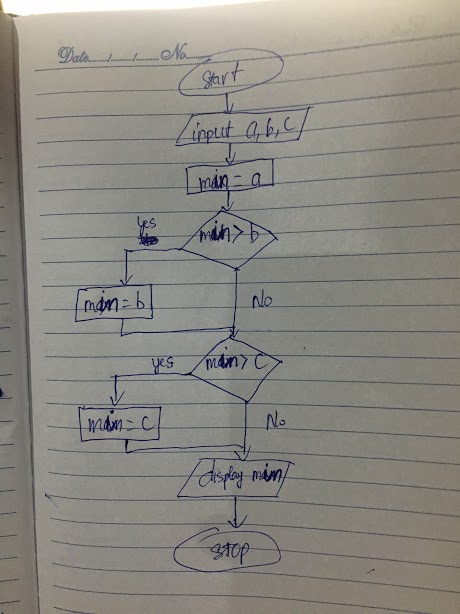 Date / / No
Start
input a, b, c
min = a
min > b
yes
min = b
No
min > c
yes
min = c
No
display min
STOP